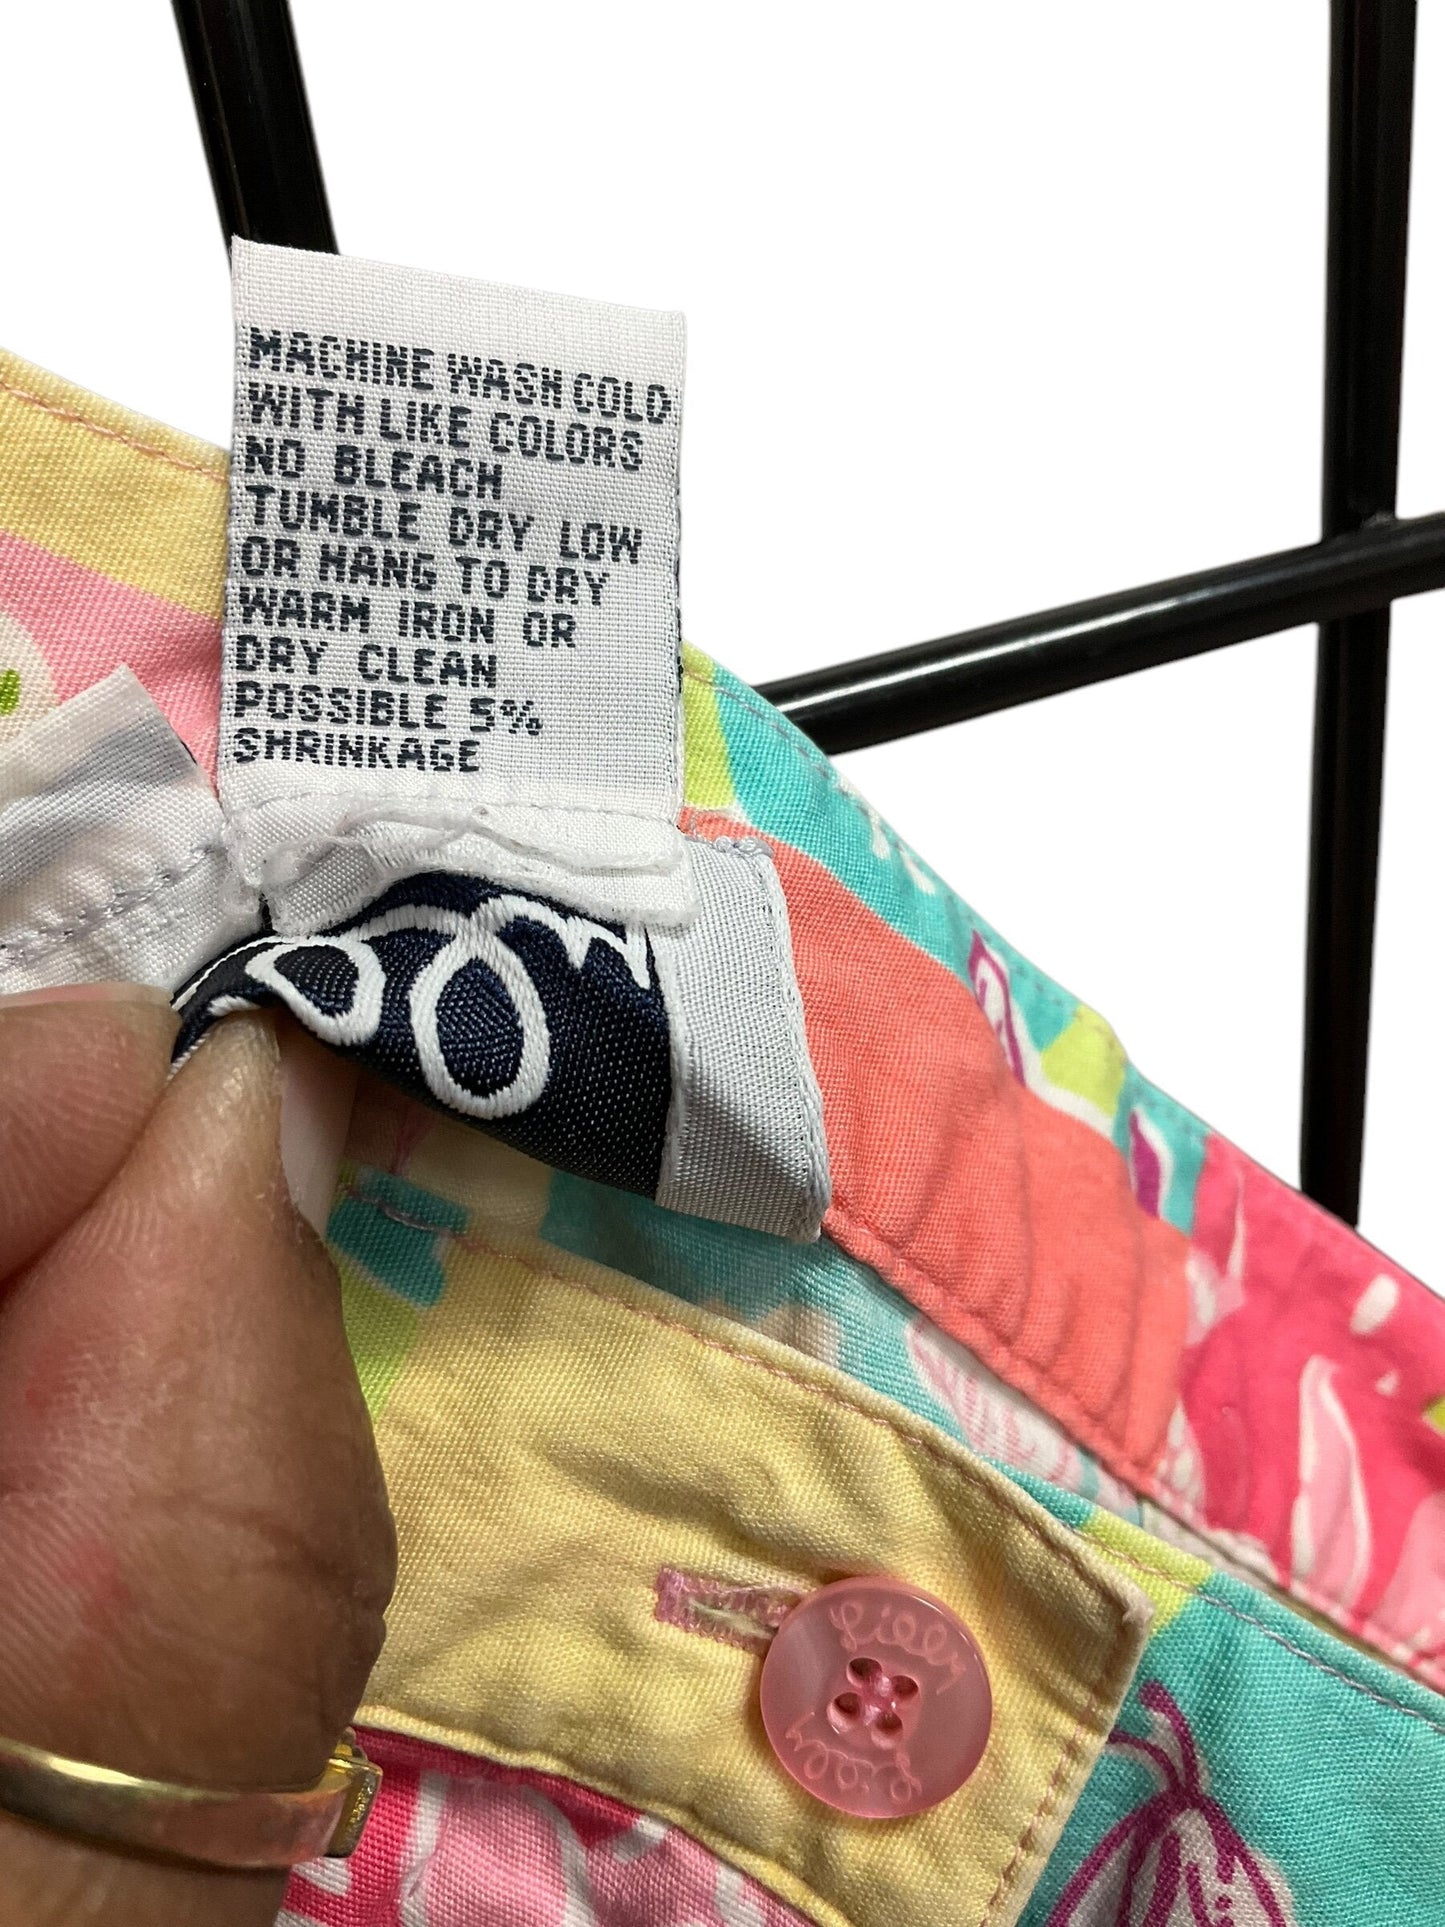 MACHINE WASH COLD
WITH LIKE COLORS
NO BLEACH
TUMBLE DRY LOW
OR HANG TO DRY
WARM IRON OR
DRY CLEAN
POSSIBLE 5%
SHRINKAGE
Lilly